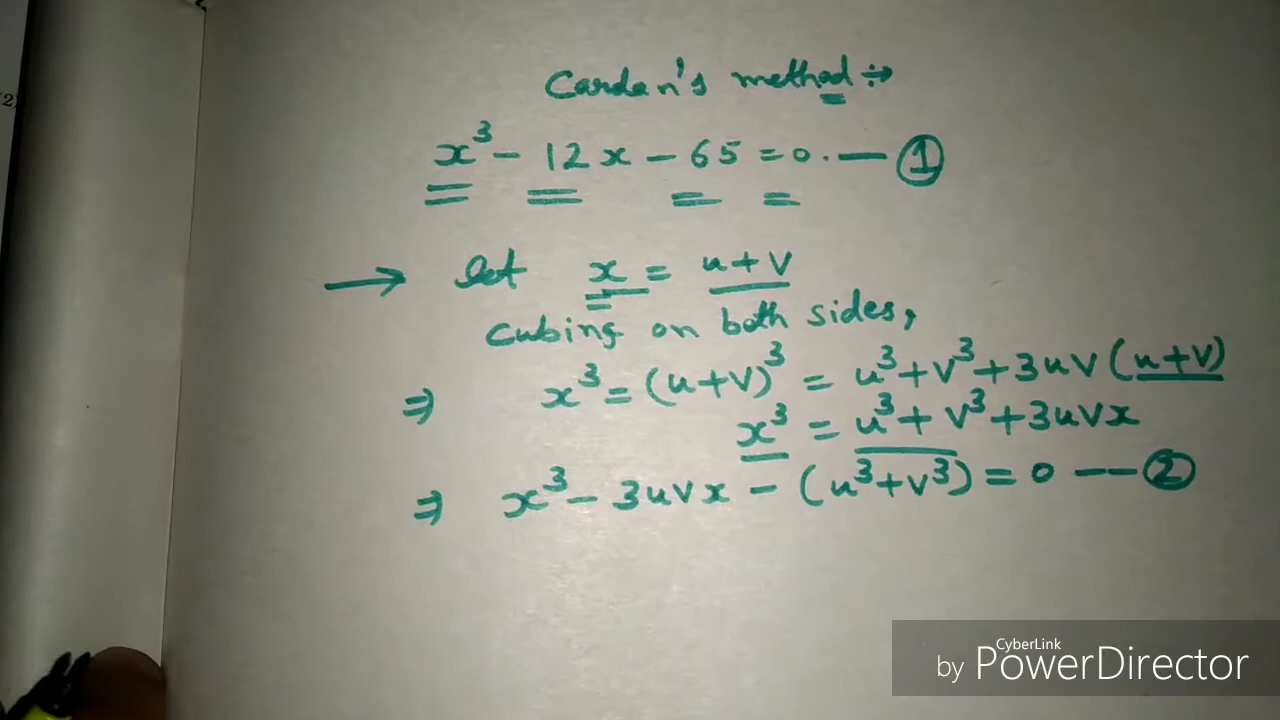 (2)
Cardan's method ÷→
x³ - 12x - 65 = 0. — ①
→ let x = u+v
Cubing on both sides,
⇒ x³ = (u+v)³ = u³+v³+3uv(u+v)
x³ = u³+v³+3uvx
⇒ x³ - 3uvx - (u³+v³) = 0 — ②
CyberLink
by PowerDirector